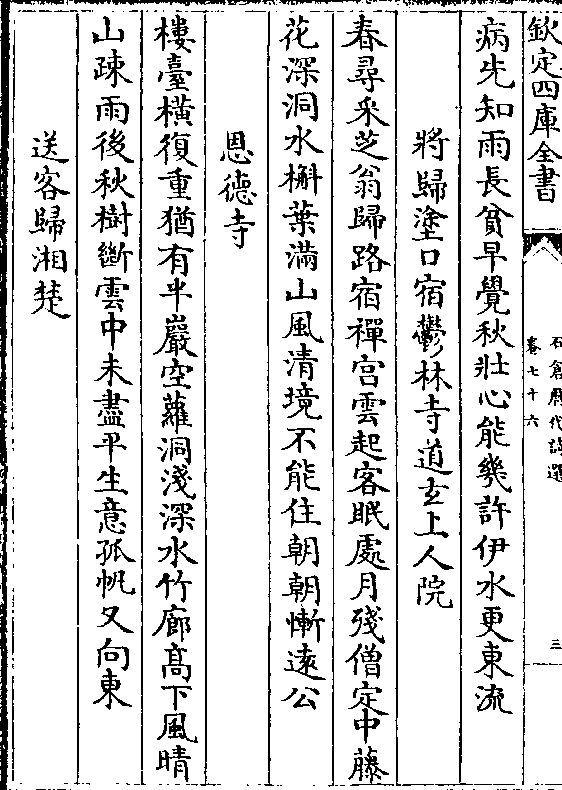 欽定四庫全書
石倉歷代詩選
卷七十六
三
病先知雨長貧早覺秋壯心能幾許伊水更東流
將歸塗口宿鬱林寺道玄上人院
春尋采芝翁歸路宿禪宫雲起客眠處月殘僧定中藤
花深洞水槲葉滿山風清境不能住朝朝慚逺公
恩德寺
樓臺橫復重猶有半巖空蘿洞淺深水竹廊髙下風晴
山疎雨後秋樹斷雲中未盡平生意孤帆又向東
送客歸湘楚